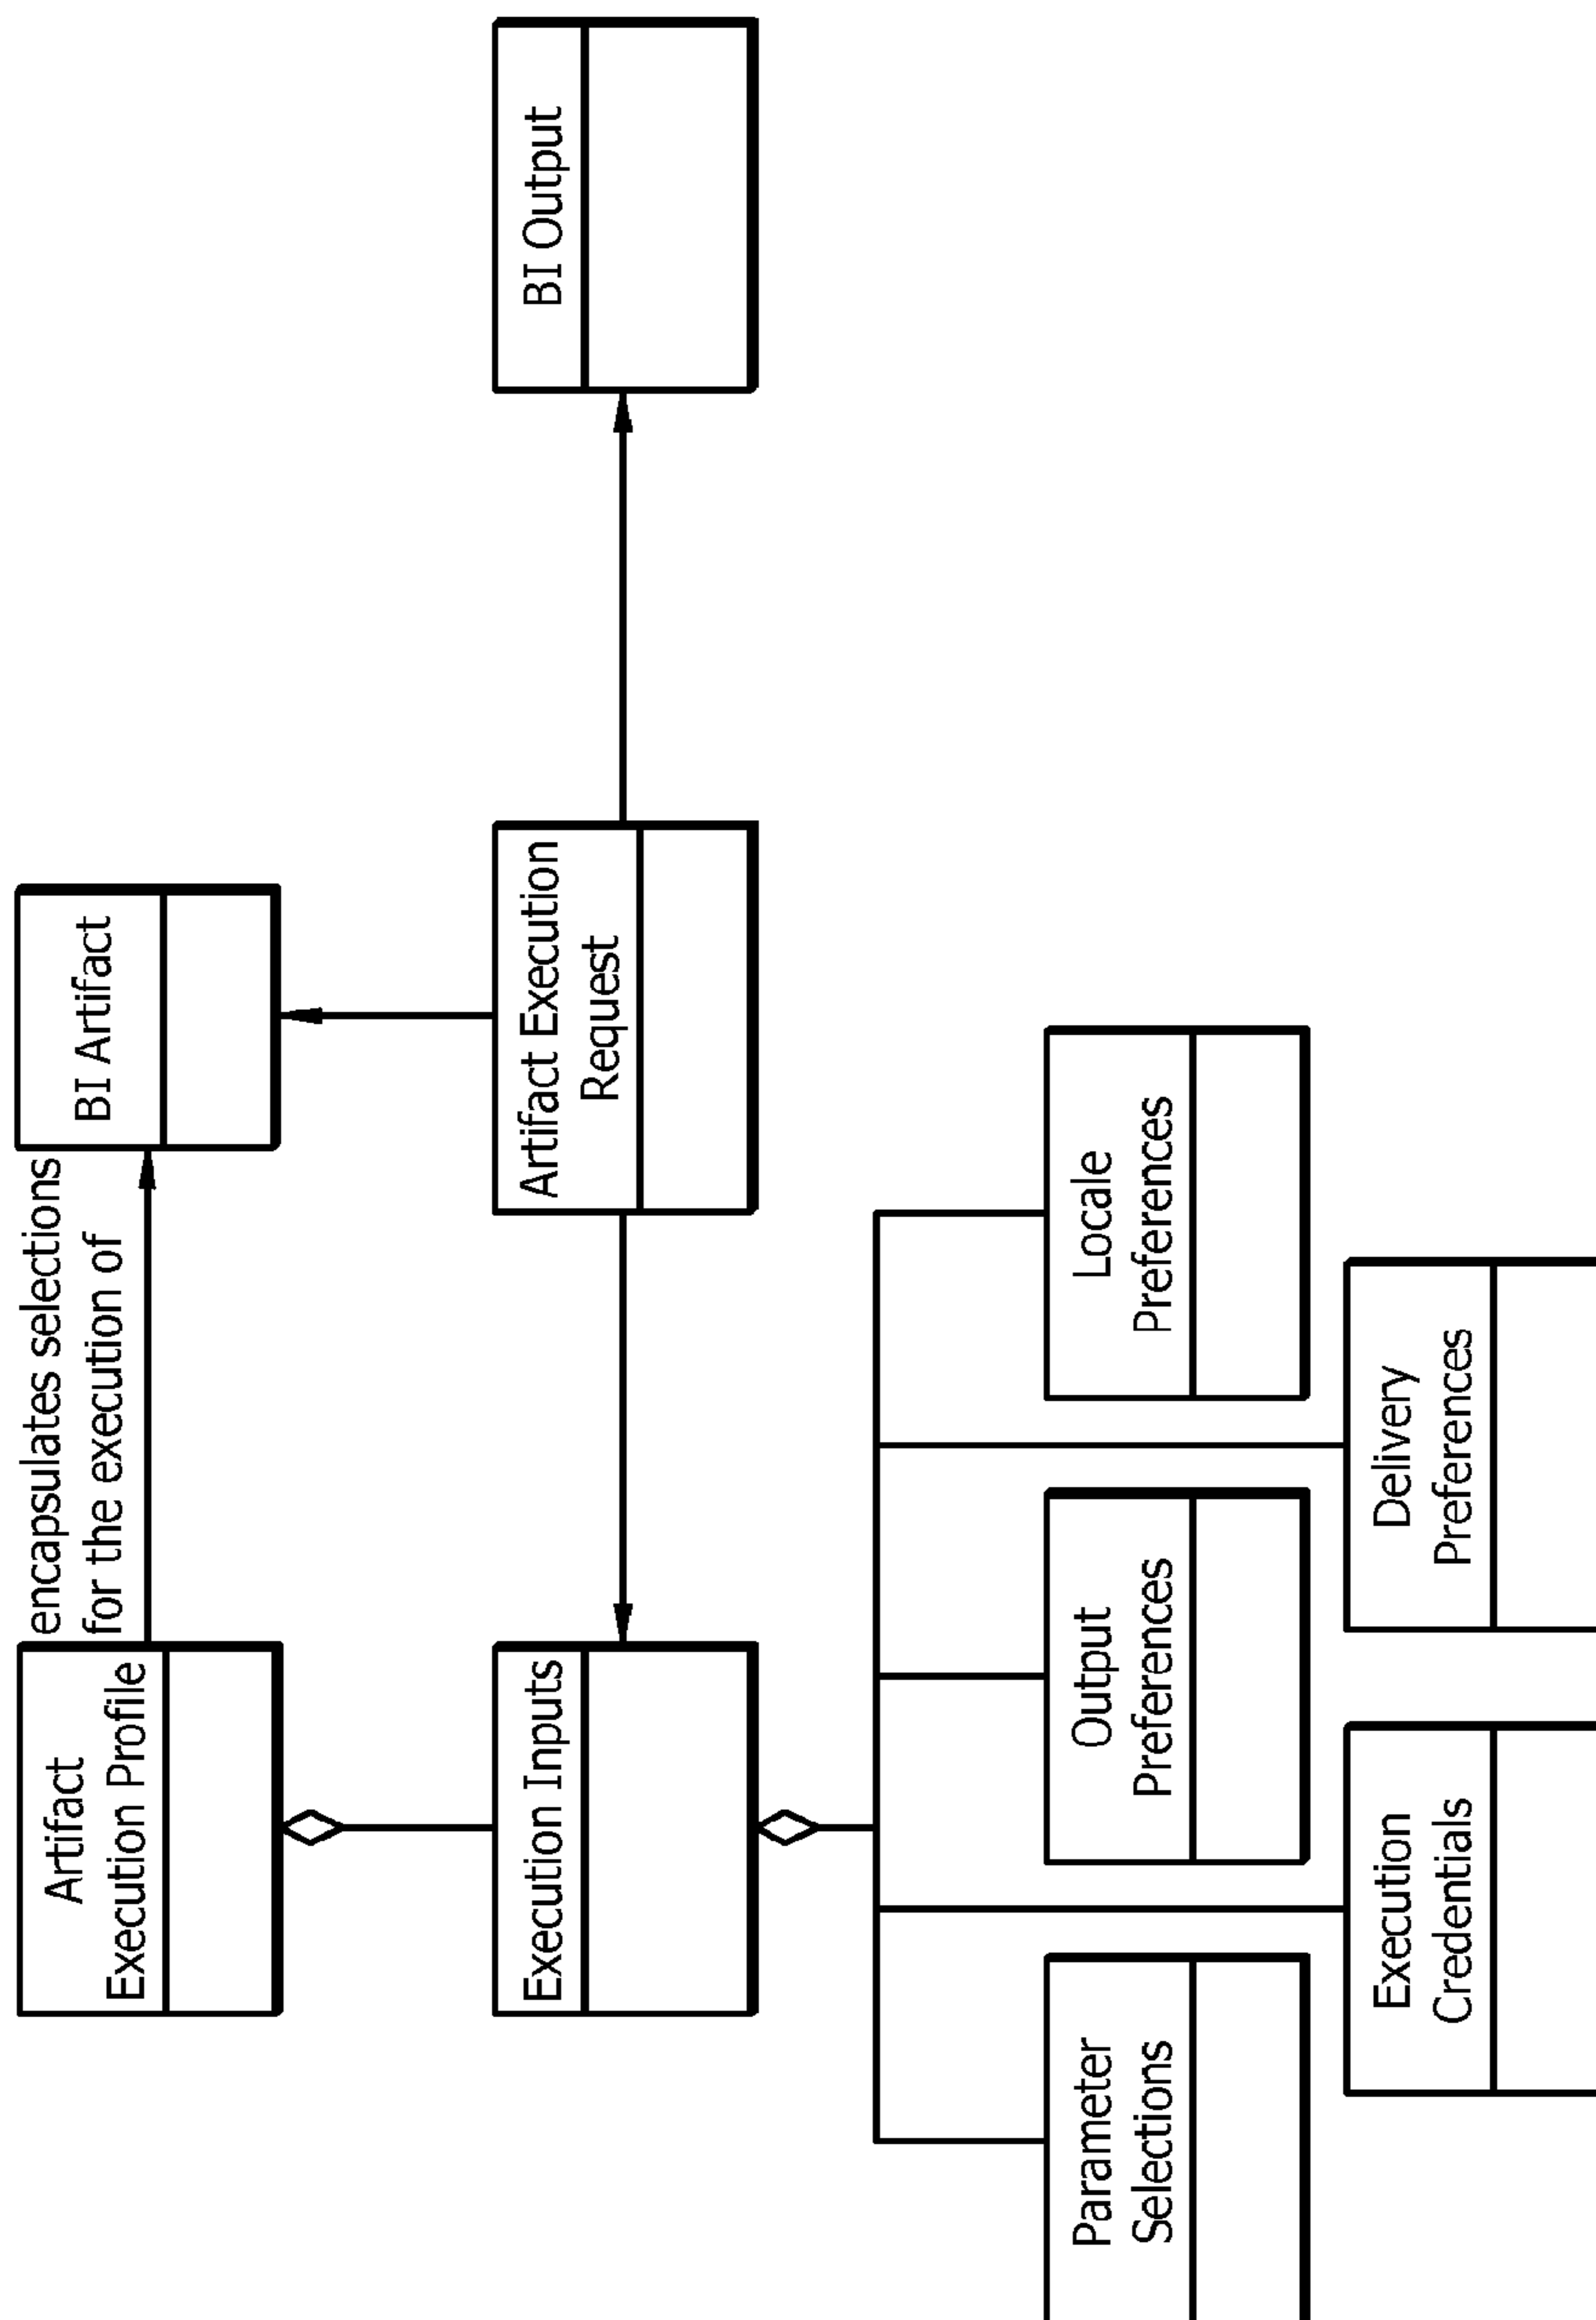 Artifact
Execution Profile
encapsulates selections
for the execution of
BI Artifact
Execution Inputs
Artifact Execution
Request
BI Output
Parameter
Selections
Output
Preferences
Locale
Preferences
Execution
Credentials
Delivery
Preferences